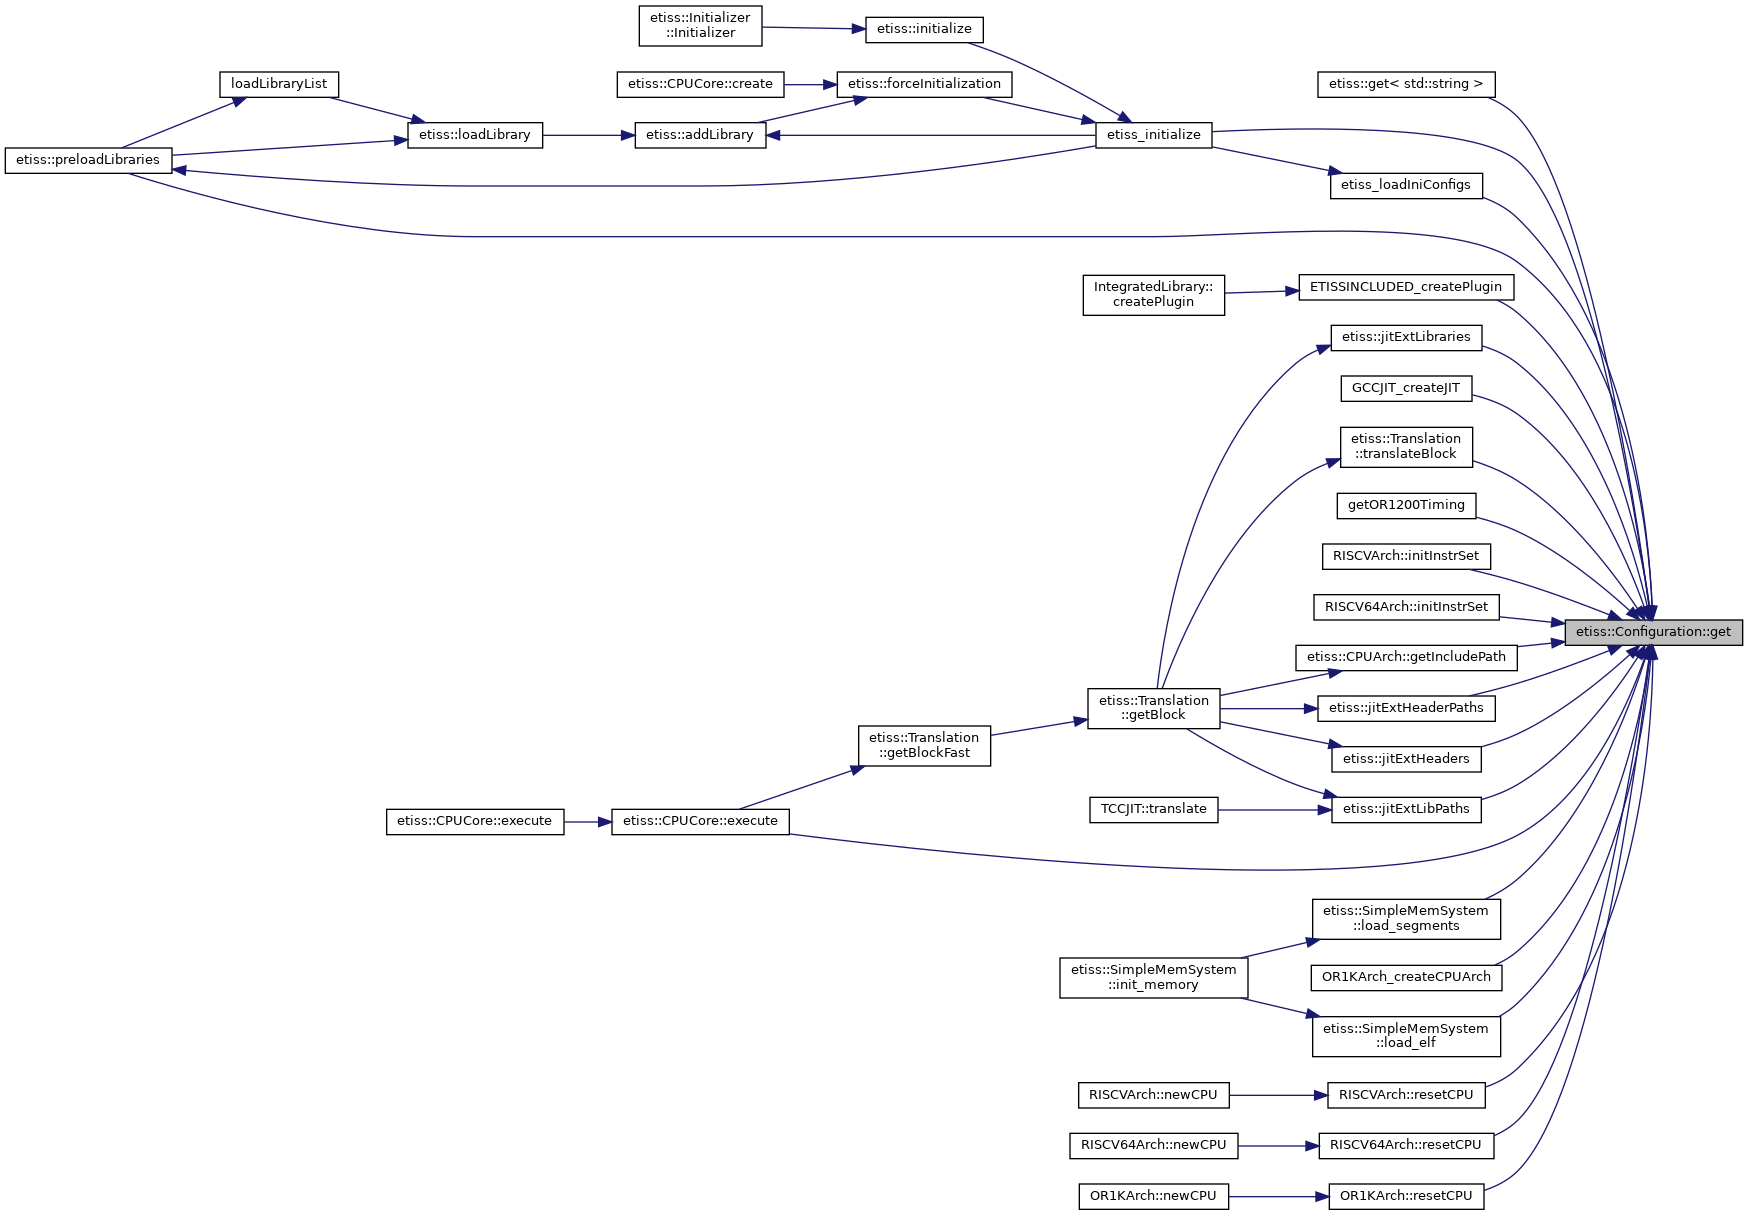 etiss::Initializer
::Initializer
etiss::initialize
loadLibraryList
etiss::CPUCore::create
etiss::forceInitialization
etiss::get< std::string >
etiss::loadLibrary
etiss::addLibrary
etiss_initialize
etiss::preloadLibraries
etiss_loadIniConfigs
IntegratedLibrary::
createPlugin
ETISSINCLUDED_createPlugin
etiss::jitExtLibraries
GCCJIT_createJIT
etiss::Translation
::translateBlock
getOR1200Timing
RISCVArch::initInstrSet
RISCV64Arch::initInstrSet
etiss::Configuration::get
etiss::CPUArch::getIncludePath
etiss::Translation
::getBlock
etiss::jitExtHeaderPaths
etiss::Translation
::getBlockFast
etiss::jitExtHeaders
TCCJIT::translate
etiss::jitExtLibPaths
etiss::CPUCore::execute
etiss::CPUCore::execute
etiss::SimpleMemSystem
::load_segments
etiss::SimpleMemSystem
::init_memory
OR1KArch_createCPUArch
etiss::SimpleMemSystem
::load_elf
RISCVArch::newCPU
RISCVArch::resetCPU
RISCV64Arch::newCPU
RISCV64Arch::resetCPU
OR1KArch::newCPU
OR1KArch::resetCPU